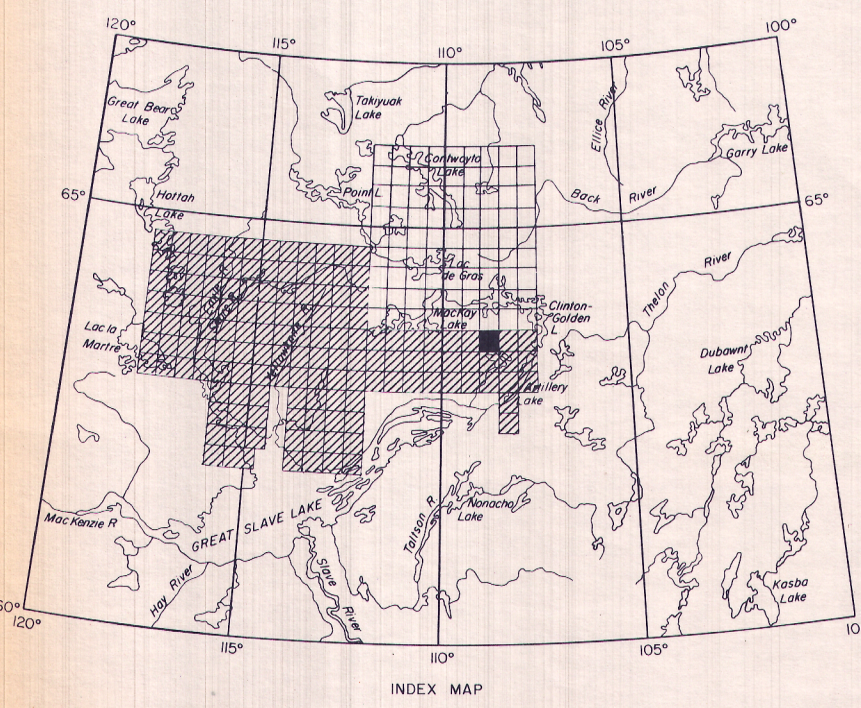 120°
115°
110°
105°
100°
Great Bear
Lake
Takiyuak
Lake
Ellice River
Contwoyto
Lake
Garry Lake
65°
Hottah
Lake
Point L
Back River
65°
Lac
de Gras
Thelon River
MacKay
Lake
Clinton-
Golden
L
Lac la
Martre
Yellowknife R
Dubawnt
Lake
Artillery
Lake
MacKenzie R
GREAT SLAVE LAKE
Taltson R.
Nonacho
Lake
Hay River
Slave River
Kasba
Lake
60°
120°
115°
110°
105°
10
INDEX MAP